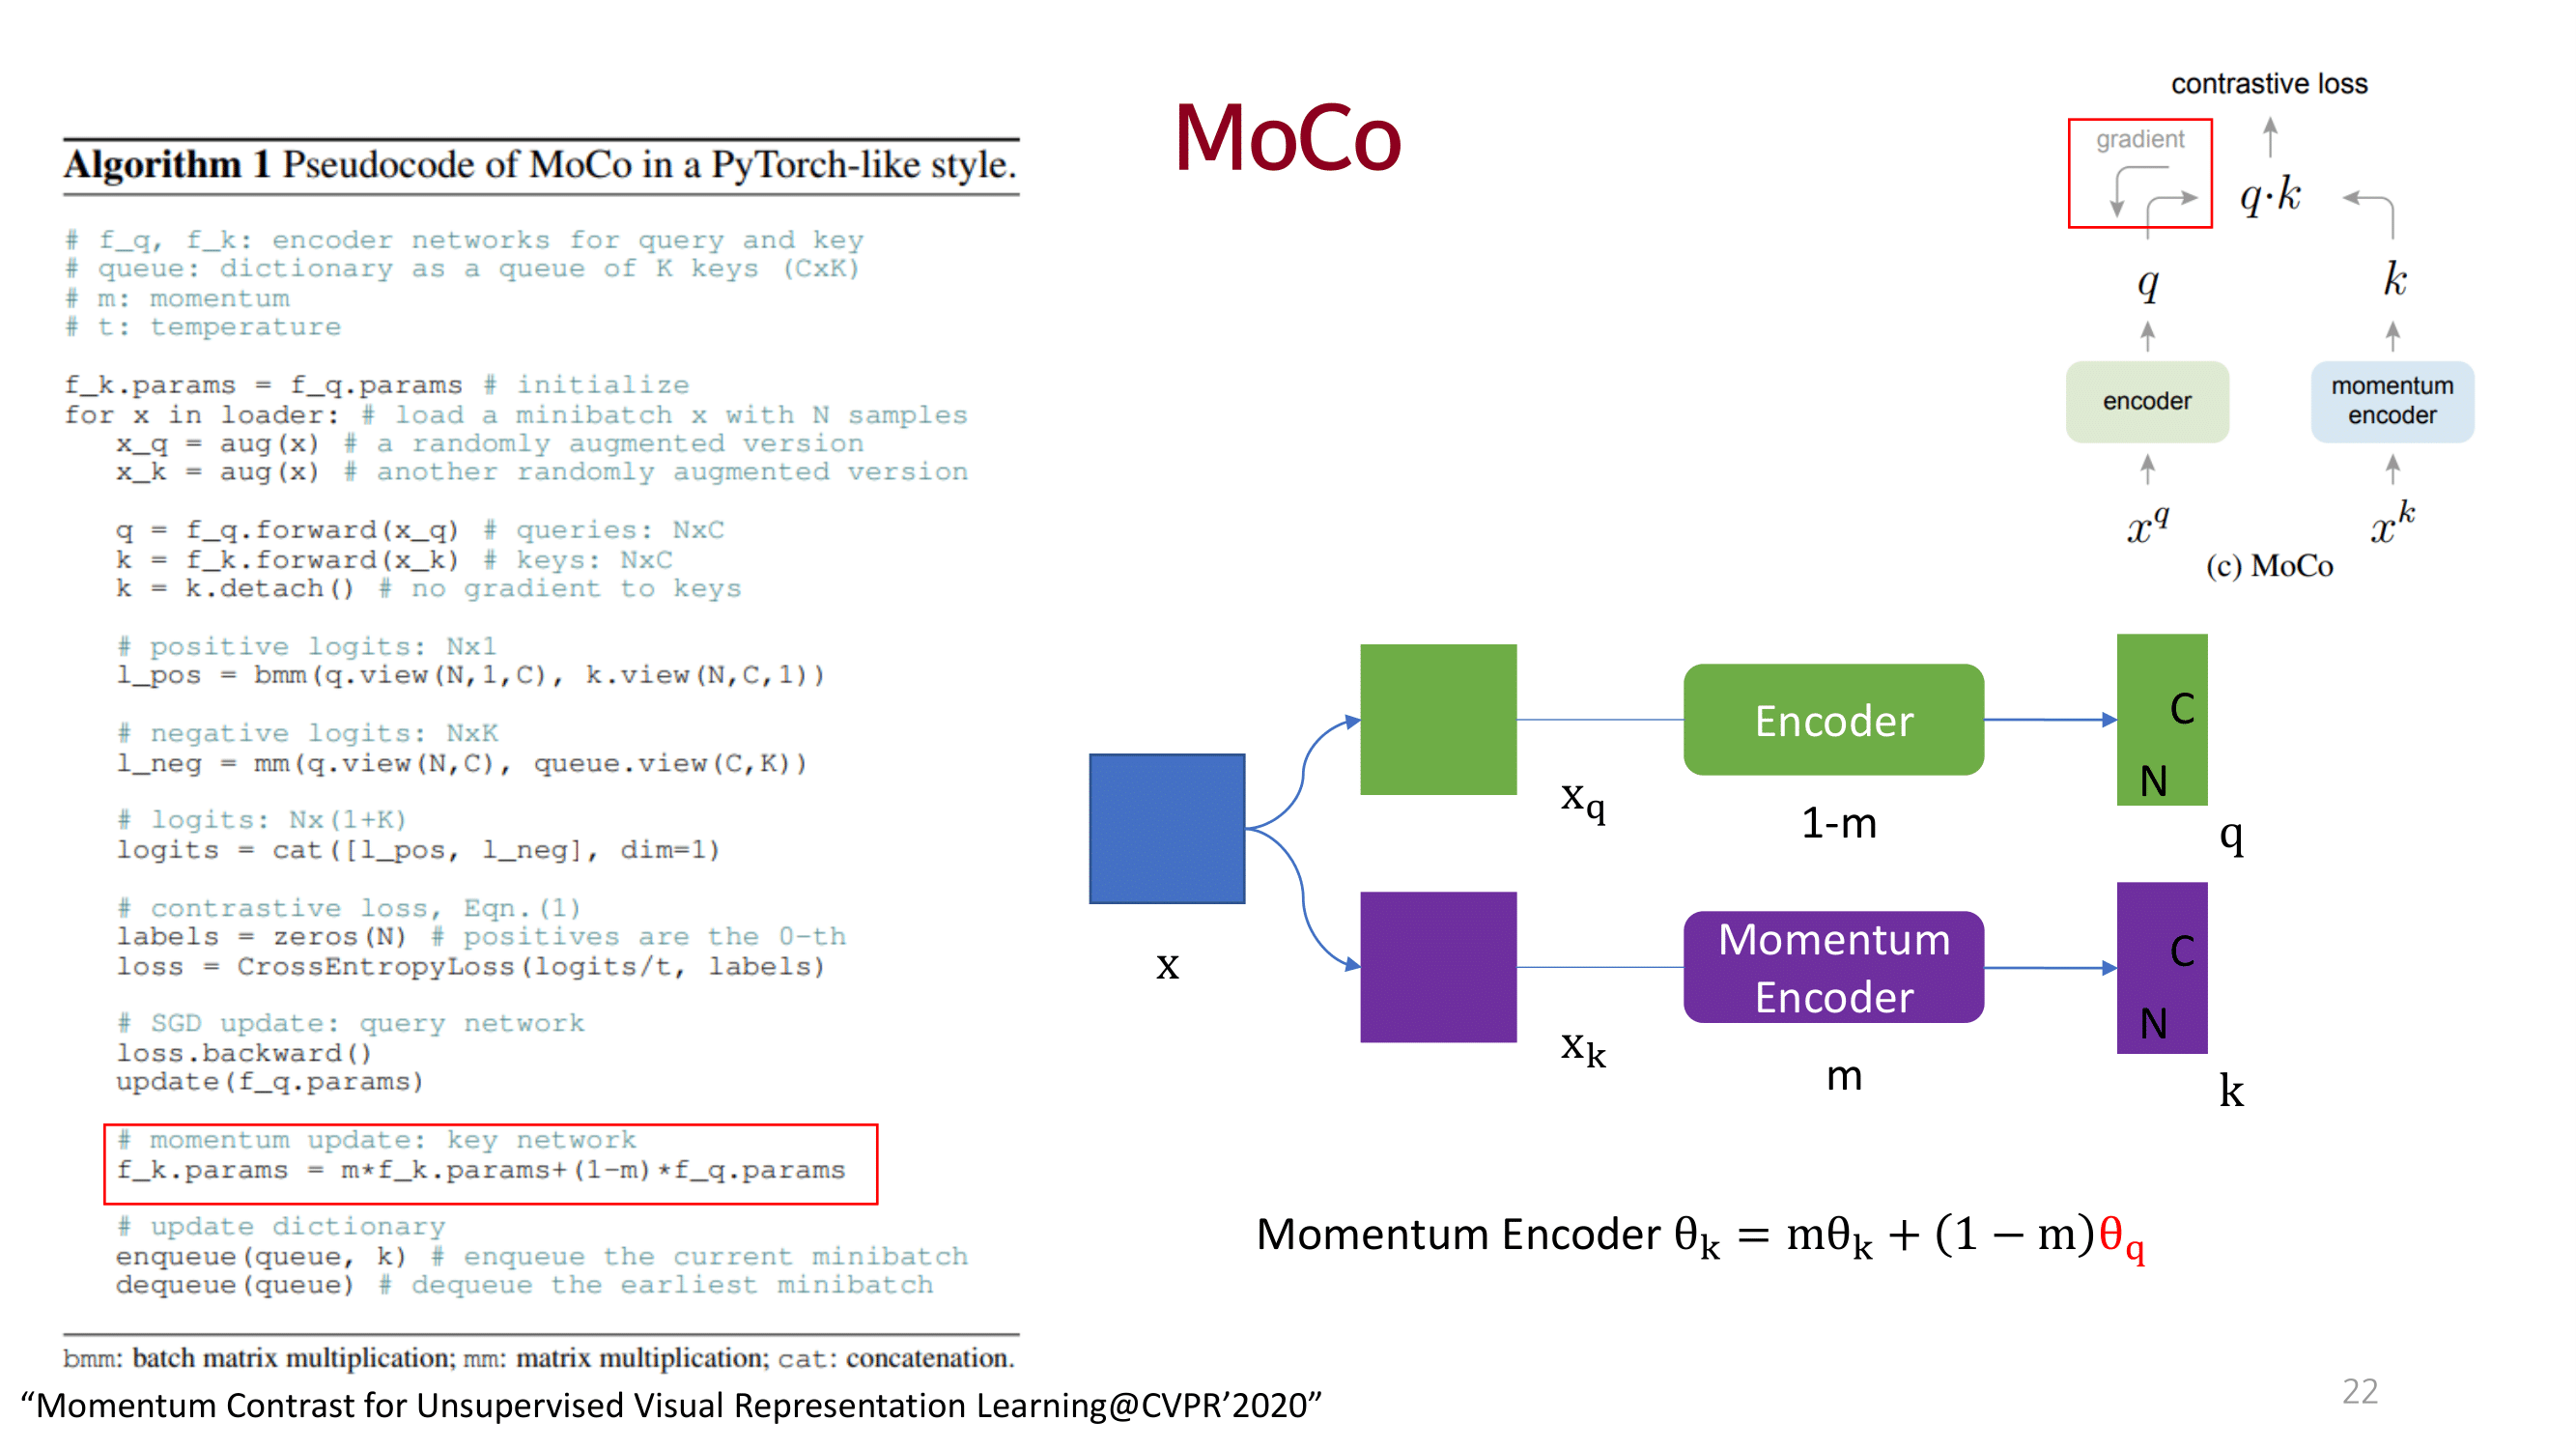 MoCo
Algorithm 1 Pseudocode of MoCo in a PyTorch-like style.
# f_q, f_k: encoder networks for query and key
# queue: dictionary as a queue of K keys (CxK)
# m: momentum
# t: temperature
f_k.params = f_q.params # initialize
for x in loader: # load a minibatch x with N samples
x_q = aug(x) # a randomly augmented version
x_k = aug(x) # another randomly augmented version
q = f_q.forward(x_q) # queries: NxC
k = f_k.forward(x_k) # keys: NxC
k = k.detach() # no gradient to keys
# positive logits: Nx1
l_pos = bmm(q.view(N,1,C), k.view(N,C,1))
# negative logits: NxK
l_neg = mm(q.view(N,C), queue.view(C,K))
# logits: Nx(1+K)
logits = cat([l_pos, l_neg], dim=1)
# contrastive loss, Eqn.(1)
labels = zeros(N) # positives are the 0-th
loss = CrossEntropyLoss(logits/t, labels)
# SGD update: query network
loss.backward()
update(f_q.params)
# momentum update: key network
f_k.params = m*f_k.params+(1-m)*f_q.params
# update dictionary
enqueue(queue, k) # enqueue the current minibatch
dequeue(queue) # dequeue the earliest minibatch
bmm: batch matrix multiplication; mm: matrix multiplication; cat: concatenation.
contrastive loss
gradient
q·k
q
k
encoder
momentum
encoder
x^q
x^k
(c) MoCo
x
x_q
Encoder
1-m
C
N
q
x_k
Momentum
Encoder
m
C
N
k
Momentum Encoder θ_k = mθ_k + (1 − m)θ_q
“Momentum Contrast for Unsupervised Visual Representation Learning@CVPR’2020”
22